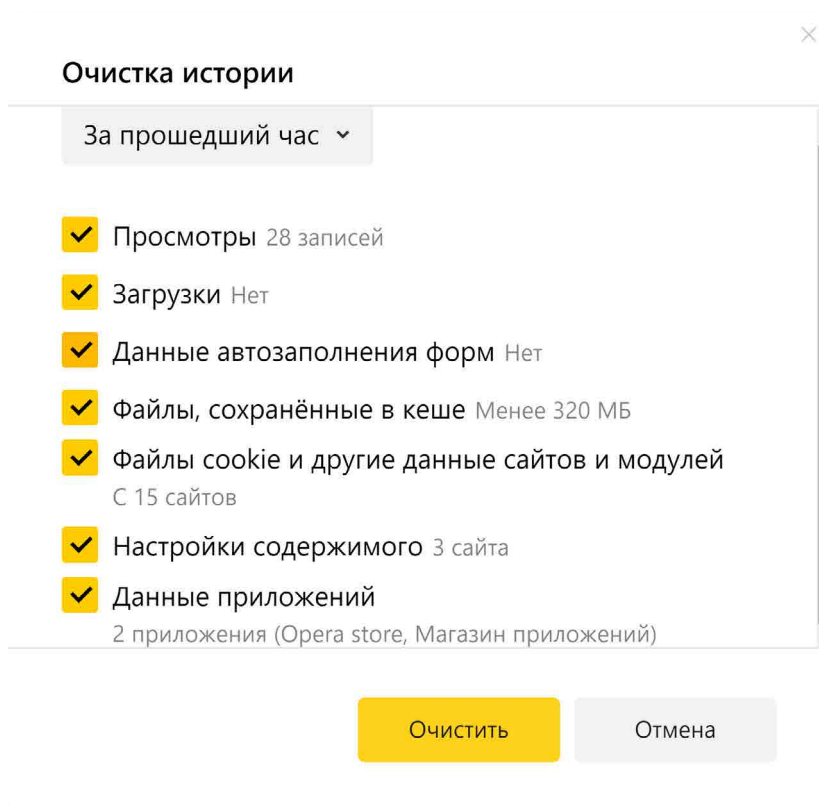 Очистка истории
За прошедший час
Просмотры 28 записей
Загрузки Нет
Данные автозаполнения форм Нет
Файлы, сохранённые в кеше Менее 320 МБ
Файлы cookie и другие данные сайтов и модулей
С 15 сайтов
Настройки содержимого 3 сайта
Данные приложений
2 приложения (Opera store, Магазин приложений)
Очистить Отмена